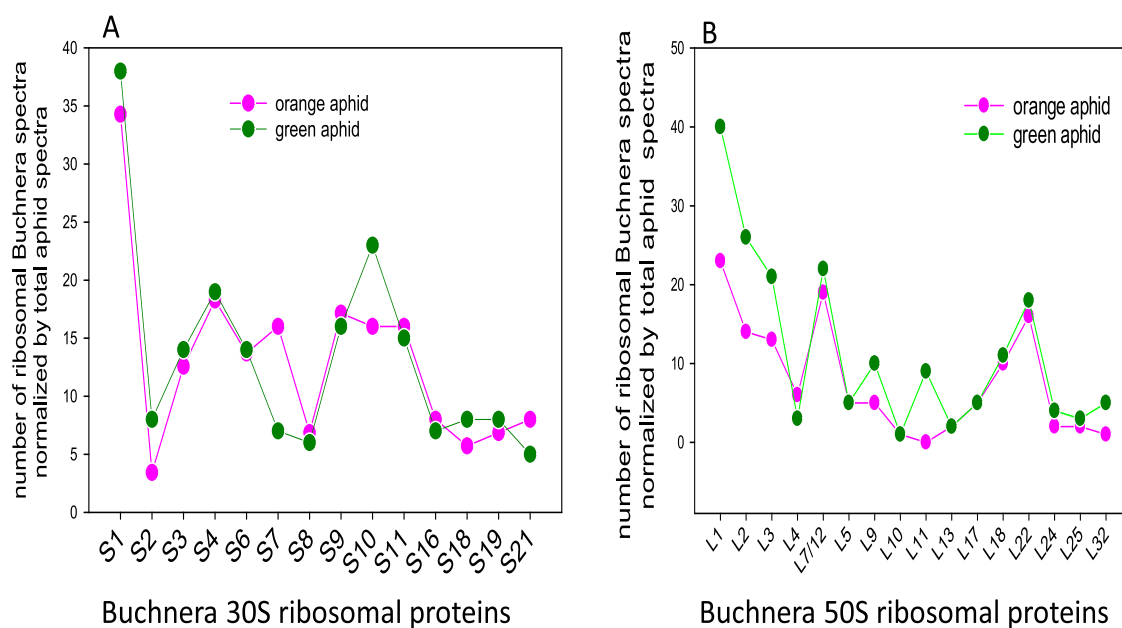 A
number of ribosomal Buchnera spectra
normalized by total aphid spectra
40
35
30
25
20
15
10
5
0
orange aphid
green aphid
S1 S2 S3 S4 S6 S7 S8 S9 S10 S11 S16 S18 S19 S21
Buchnera 30S ribosomal proteins
B
number of ribosomal Buchnera spectra
normalized by total aphid spectra
50
40
30
20
10
0
orange aphid
green aphid
L1 L2 L3 L4 L7/12 L5 L9 L10 L11 L13 L17 L18 L22 L24 L25 L32
Buchnera 50S ribosomal proteins